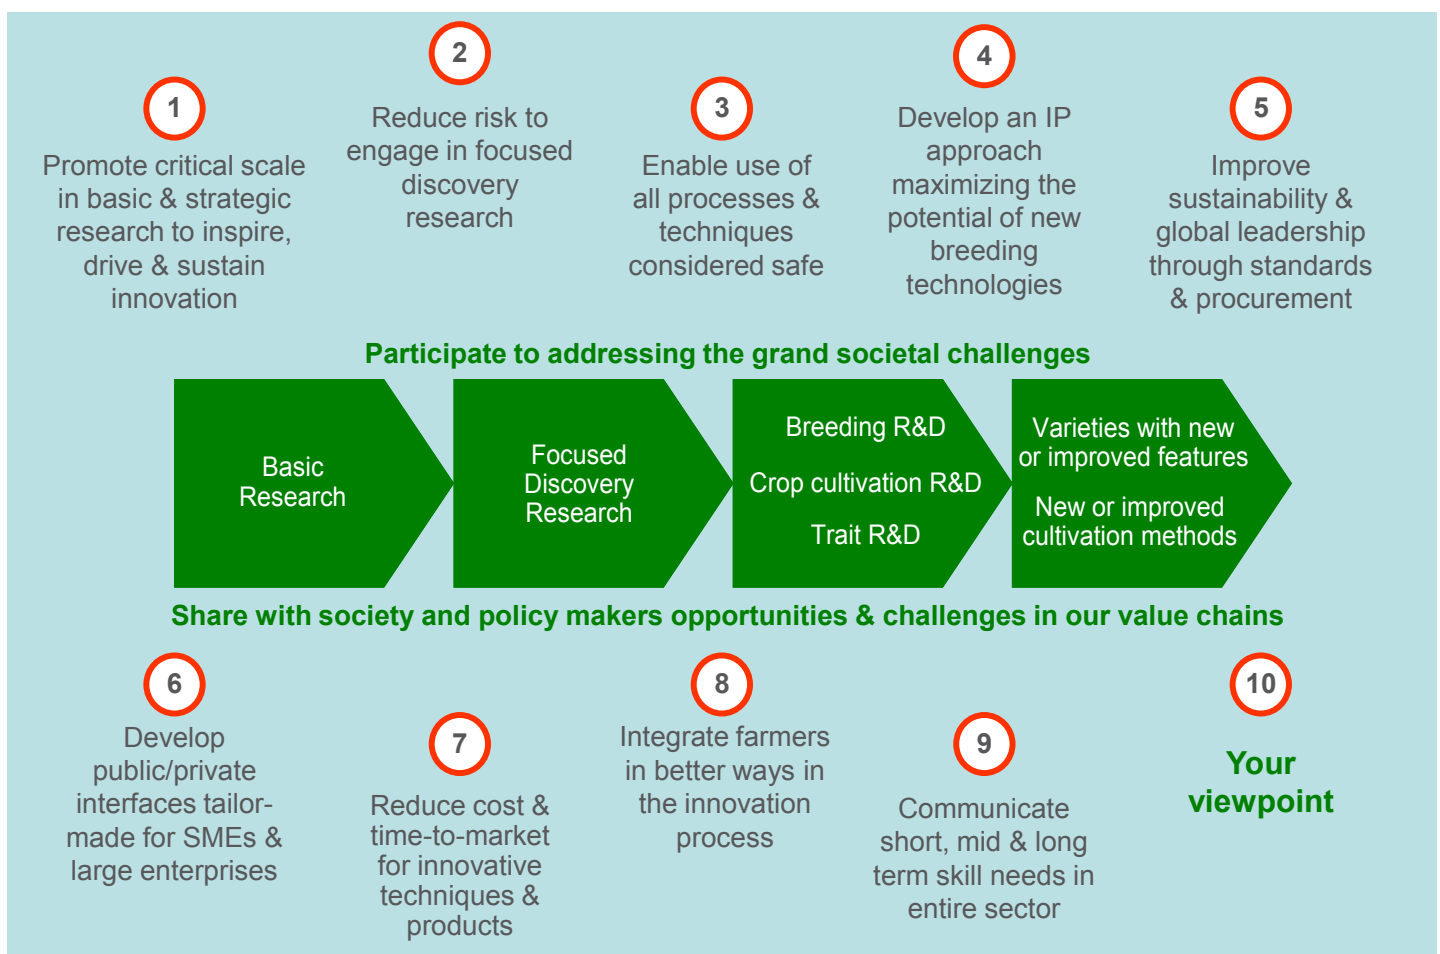 1
Promote critical scale
in basic & strategic
research to inspire,
drive & sustain
innovation
2
Reduce risk to
engage in focused
discovery
research
3
Enable use of
all processes &
techniques
considered safe
4
Develop an IP
approach
maximizing the
potential of new
breeding
technologies
5
Improve
sustainability &
global leadership
through standards
& procurement
Participate to addressing the grand societal challenges
Basic
Research
Focused
Discovery
Research
Breeding R&D
Crop cultivation R&D
Trait R&D
Varieties with new
or improved features
New or improved
cultivation methods
Share with society and policy makers opportunities & challenges in our value chains
6
Develop
public/private
interfaces tailor-
made for SMEs &
large enterprises
7
Reduce cost &
time-to-market
for innovative
techniques &
products
8
Integrate farmers
in better ways in
the innovation
process
9
Communicate
short, mid & long
term skill needs in
entire sector
10
Your
viewpoint